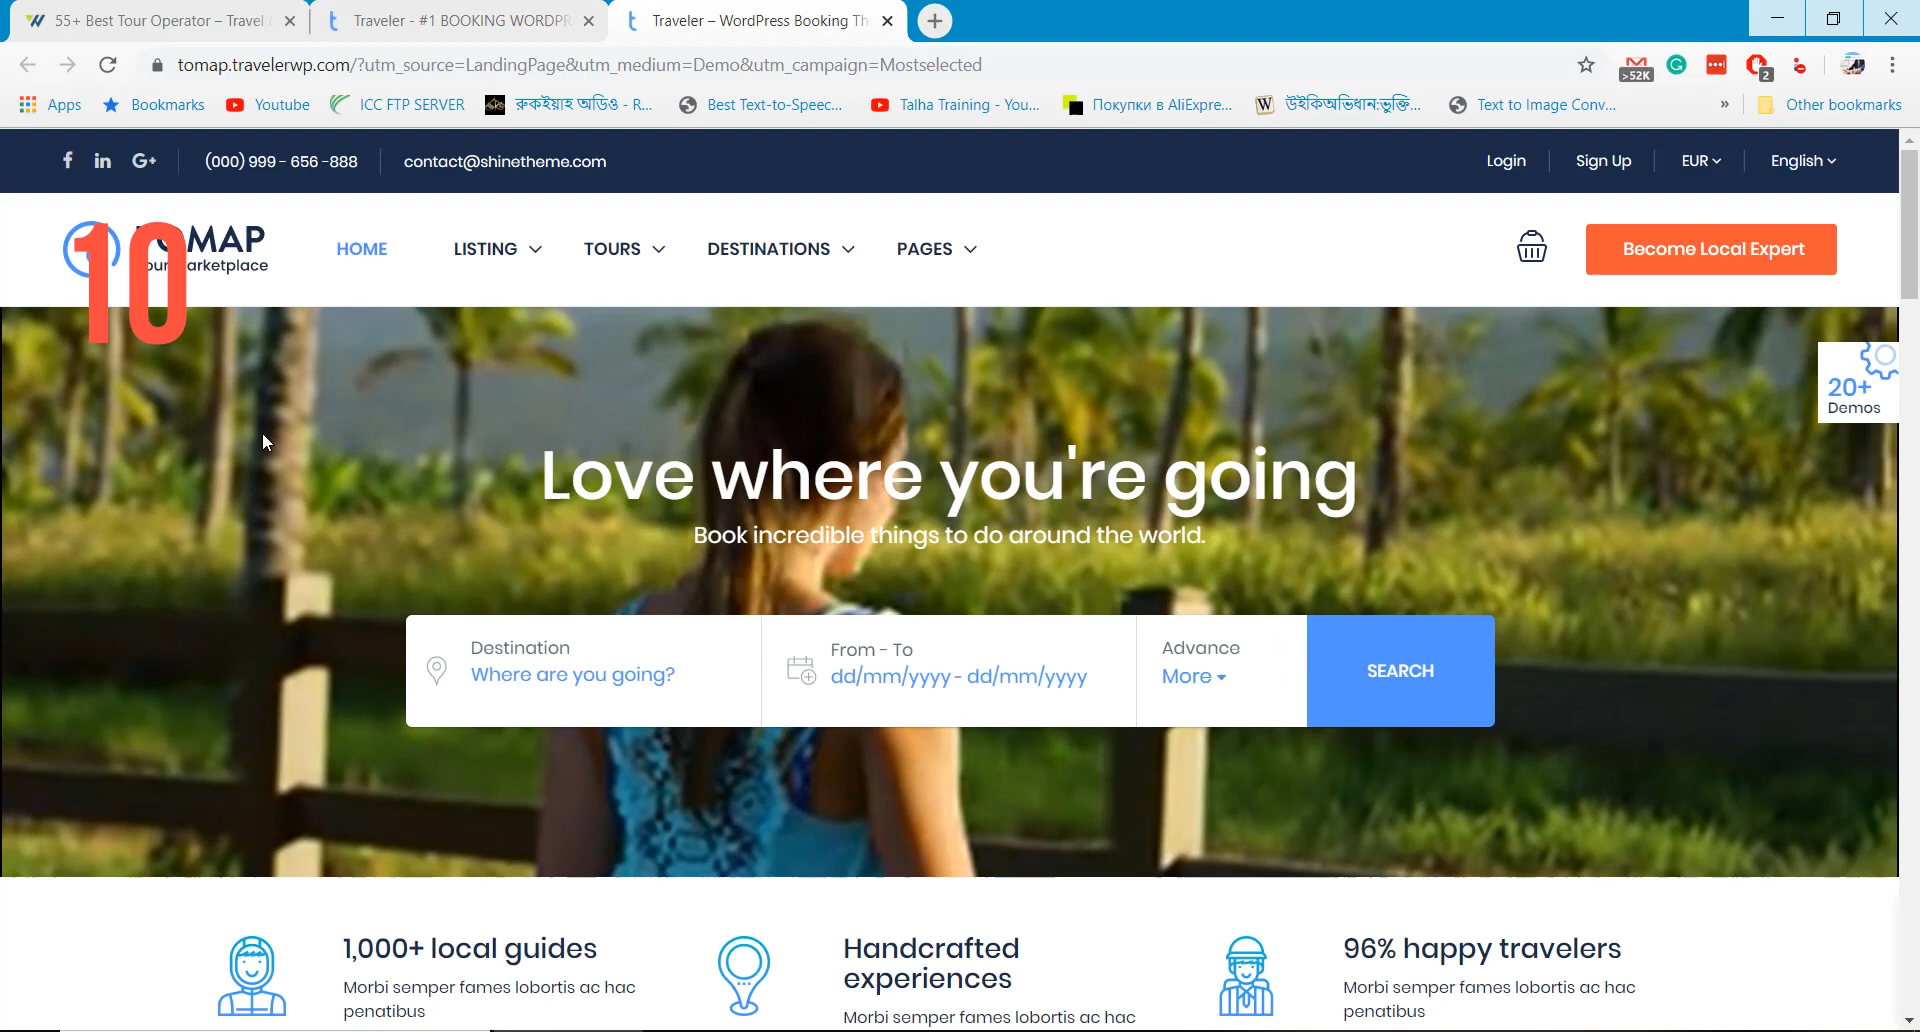 55+ Best Tour Operator – Travel
Traveler - #1 BOOKING WORDPR
Traveler – WordPress Booking Th
tomap.travelerwp.com/?utm_source=LandingPage&utm_medium=Demo&utm_campaign=Mostselected
>52K
2
Apps
Bookmarks
Youtube
ICC FTP SERVER
রুকইয়াহ অডিও - R...
Best Text-to-Speec...
Talha Training - You...
Покупки в AliExpre...
উইকিঅভিধান:ভুক্তি...
Text to Image Conv...
»
Other bookmarks
(000) 999 - 656 -888
contact@shinetheme.com
Login
Sign Up
EUR
English
10
OMAP
our arketplace
HOME
LISTING
TOURS
DESTINATIONS
PAGES
Become Local Expert
20+
Demos
Love where you're going
Book incredible things to do around the world.
Destination
Where are you going?
From - To
dd/mm/yyyy - dd/mm/yyyy
Advance
More
SEARCH
1,000+ local guides
Morbi semper fames lobortis ac hac
penatibus
Handcrafted
experiences
Morbi semper fames lobortis ac hac
96% happy travelers
Morbi semper fames lobortis ac hac
penatibus